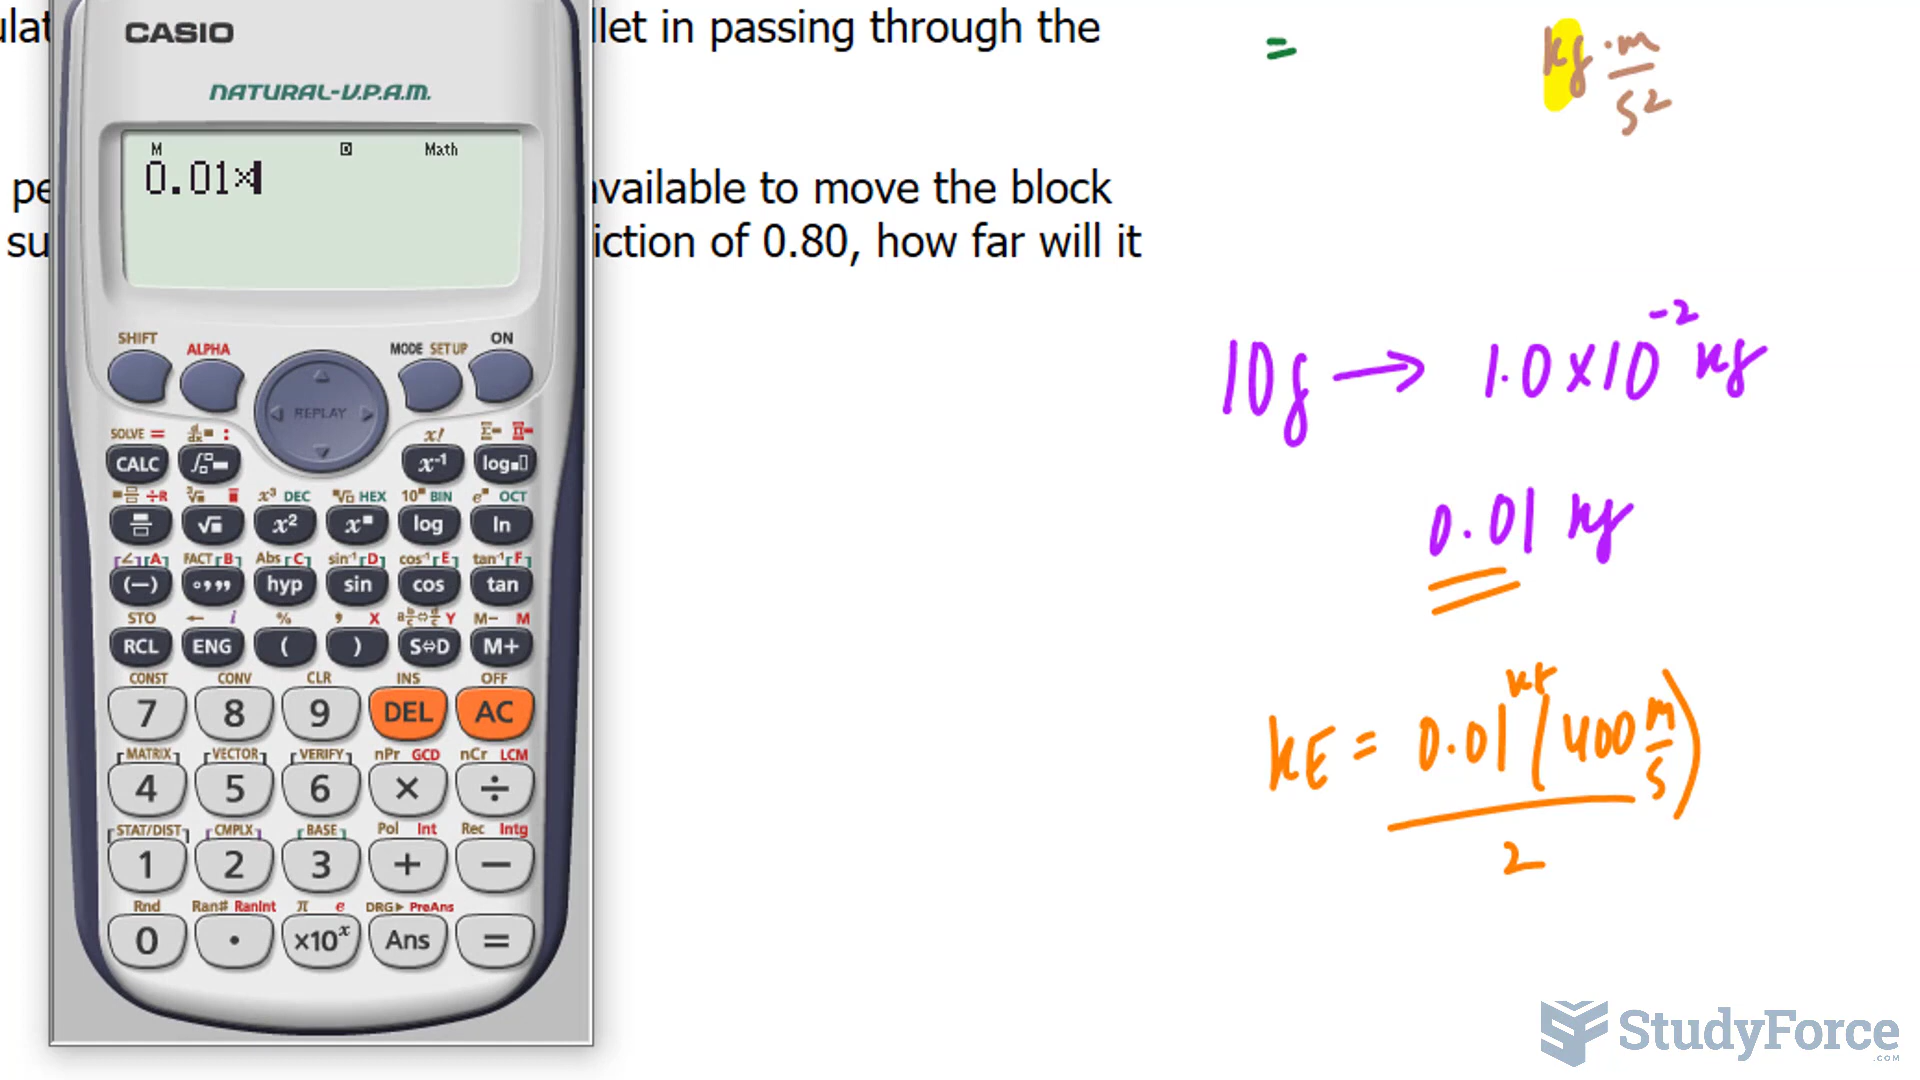 ulat llet in passing through the
pe vailable to move the block
su iction of 0.80, how far will it
CASIO
NATURAL-V.P.A.M.
M D Math
0.01×
SHIFT ALPHA MODE SETUP ON
REPLAY
SOLVE = d/dx = : x! Σ- Π-
CALC ∫ x⁻¹ log
÷R ³√ x³ DEC √ HEX 10 BIN e OCT
√ x² x log ln
∠ A FACT B Abs C sin⁻¹ D cos⁻¹ E tan⁻¹ F
(−) °,,, hyp sin cos tan
STO ← i % , X a b/c⇔d/c Y M− M
RCL ENG ( ) S⇔D M+
CONST CONV CLR INS OFF
7 8 9 DEL AC
MATRIX VECTOR VERIFY nPr GCD nCr LCM
4 5 6 × ÷
STAT/DIST CMPLX BASE Pol Int Rec Intg
1 2 3 + −
Rnd Ran# RanInt π e DRG▶ PreAns
0 . ×10ˣ Ans =
= kg · m/s²
10g → 1.0×10⁻² kg
0.01 kg
KE = 0.01 kg (400 m/s)
2
StudyForce
.COM